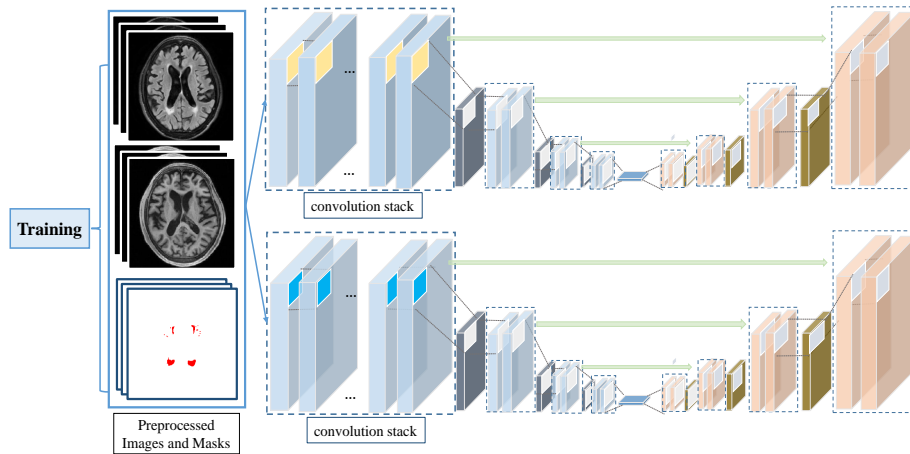 Training
Preprocessed
Images and Masks
...
...
convolution stack
...
...
convolution stack